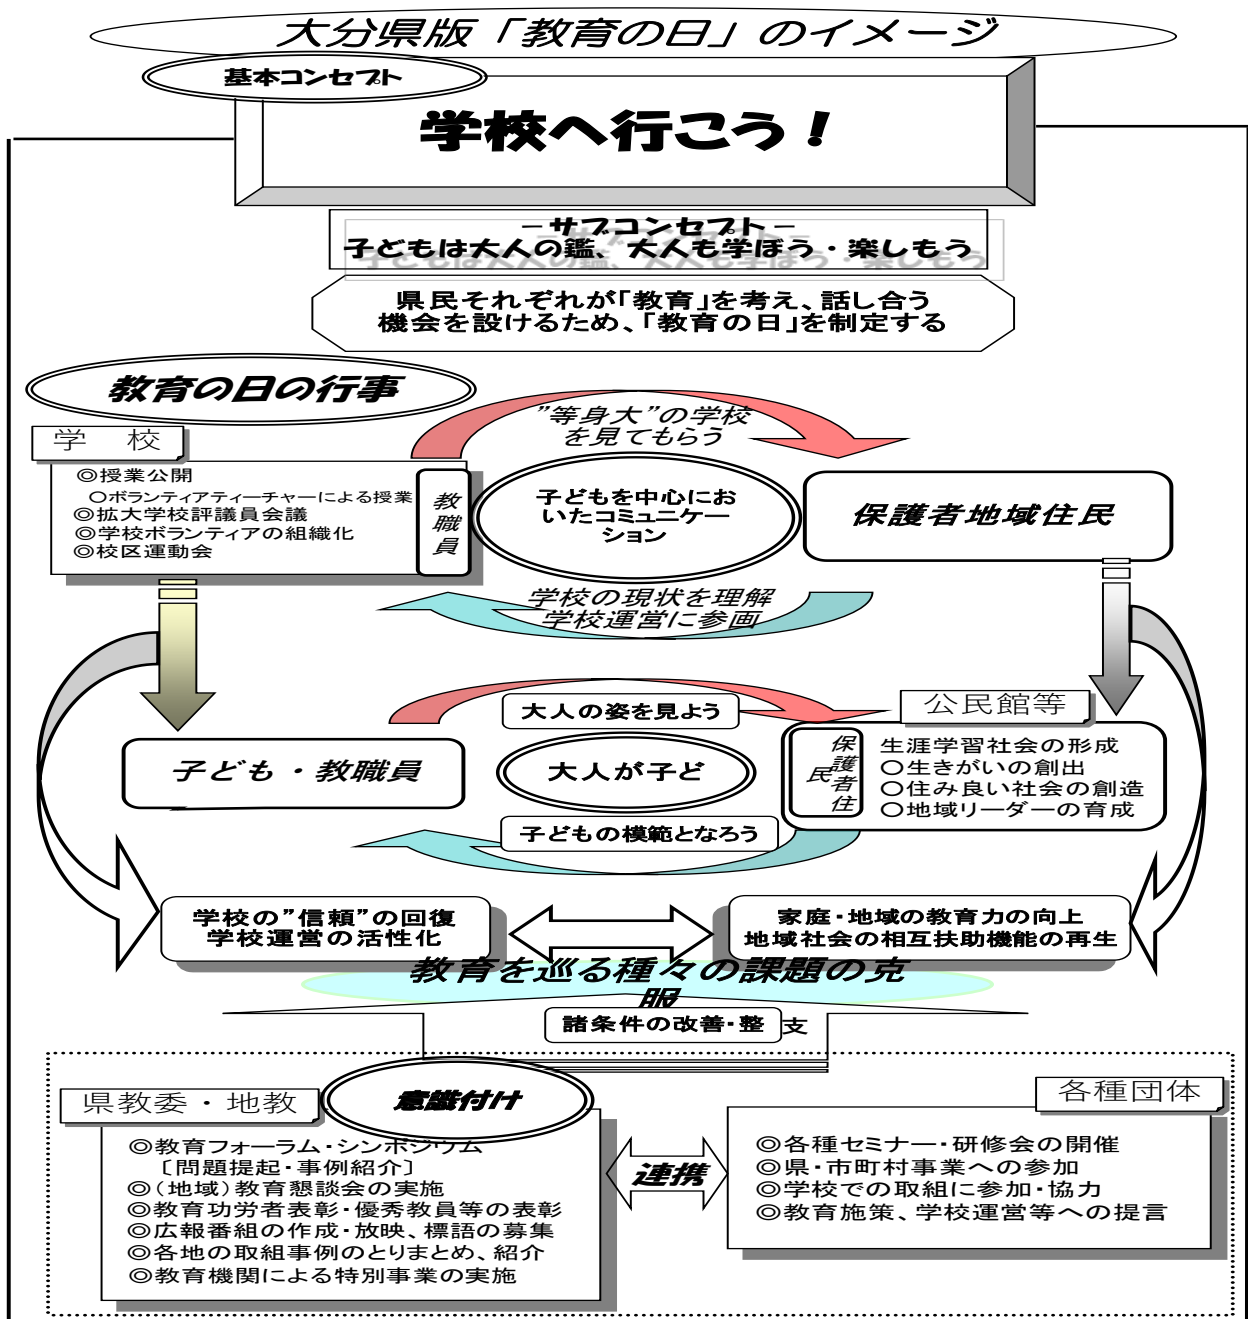 大分県版「教育の日」のイメージ
基本コンセプト
学校へ行こう！
－サブコンセプト－
子どもは大人の鑑、大人も学ぼう・楽しもう
県民それぞれが「教育」を考え、話し合う
機会を設けるため、「教育の日」を制定する
教育の日の行事
学　校
◎授業公開
○ボランティアティーチャーによる授業
◎拡大学校評議員会議
◎学校ボランティアの組織化
◎校区運動会
教職員
”等身大”の学校
を見てもらう
子どもを中心にお
いたコミュニケー
ション
保護者地域住民
学校の現状を理解
学校運営に参画
大人の姿を見よう
公民館等
子ども・教職員
大人が子ど
保護者住
民
生涯学習社会の形成
○生きがいの創出
○住み良い社会の創造
○地域リーダーの育成
子どもの模範となろう
学校の”信頼”の回復
学校運営の活性化
家庭・地域の教育力の向上
地域社会の相互扶助機能の再生
教育を巡る種々の課題の克
服
諸条件の改善・整
支
県教委・地教
意識付け
各種団体
◎教育フォーラム・シンポジウム
［問題提起・事例紹介］
◎（地域）教育懇談会の実施
◎教育功労者表彰・優秀教員等の表彰
◎広報番組の作成・放映、標語の募集
◎各地の取組事例のとりまとめ、紹介
◎教育機関による特別事業の実施
連携
◎各種セミナー・研修会の開催
◎県・市町村事業への参加
◎学校での取組に参加・協力
◎教育施策、学校運営等への提言